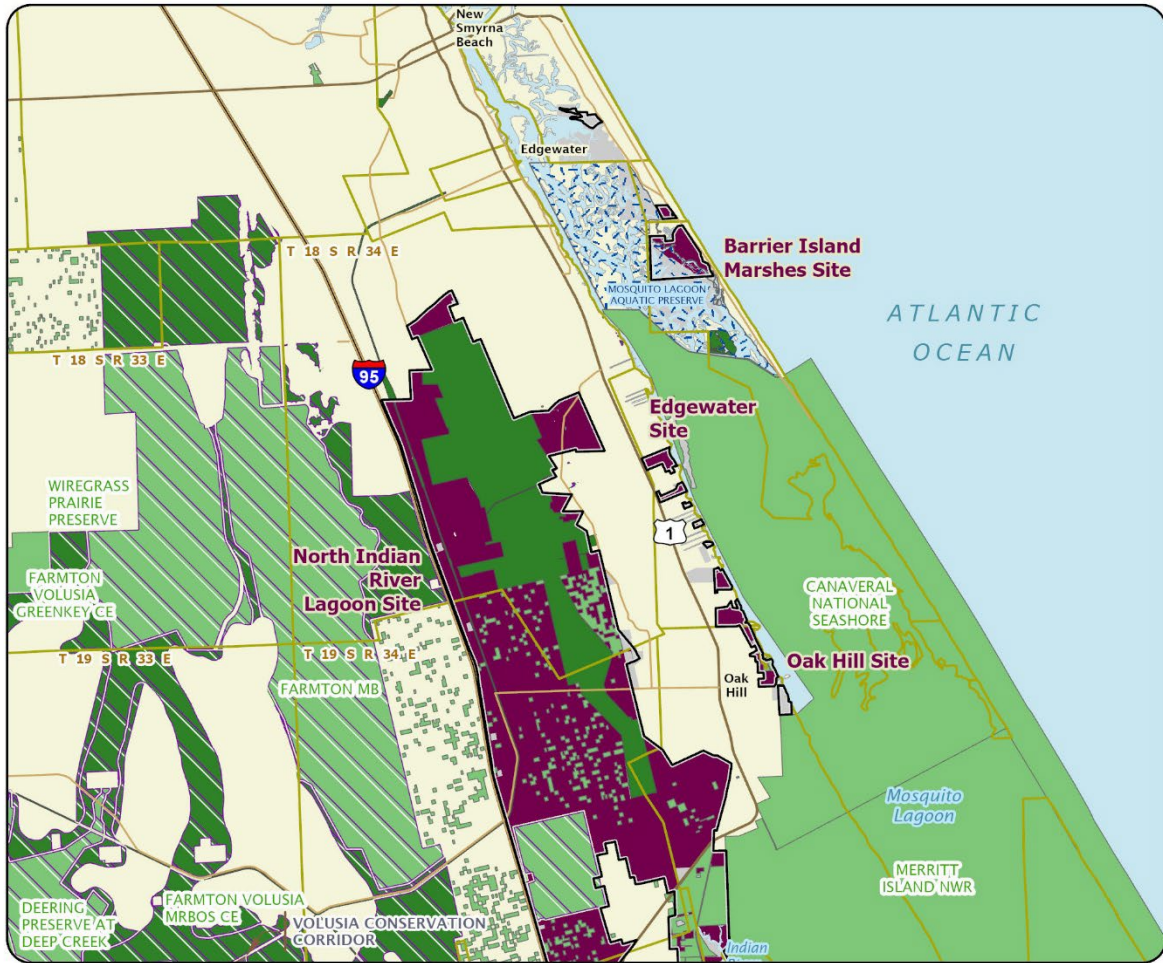 New
Smyrna
Beach
Edgewater
T 18 S R 34 E
Barrier Island
Marshes Site
MOSQUITO LAGOON
AQUATIC PRESERVE
ATLANTIC
OCEAN
T 18 S R 33 E
95
Edgewater
Site
WIREGRASS
PRAIRIE
PRESERVE
1
North Indian
River
Lagoon Site
FARMTON
VOLUSIA
GREENKEY CE
CANAVERAL
NATIONAL
SEASHORE
T 19 S R 33 E
T 19 S R 34 E
Oak Hill Site
FARMTON MB
Oak
Hill
Mosquito
Lagoon
MERRITT
ISLAND NWR
FARMTON VOLUSIA
MRBOS CE
DEERING
PRESERVE AT
DEEP CREEK
VOLUSIA CONSERVATION
CORRIDOR
Indian